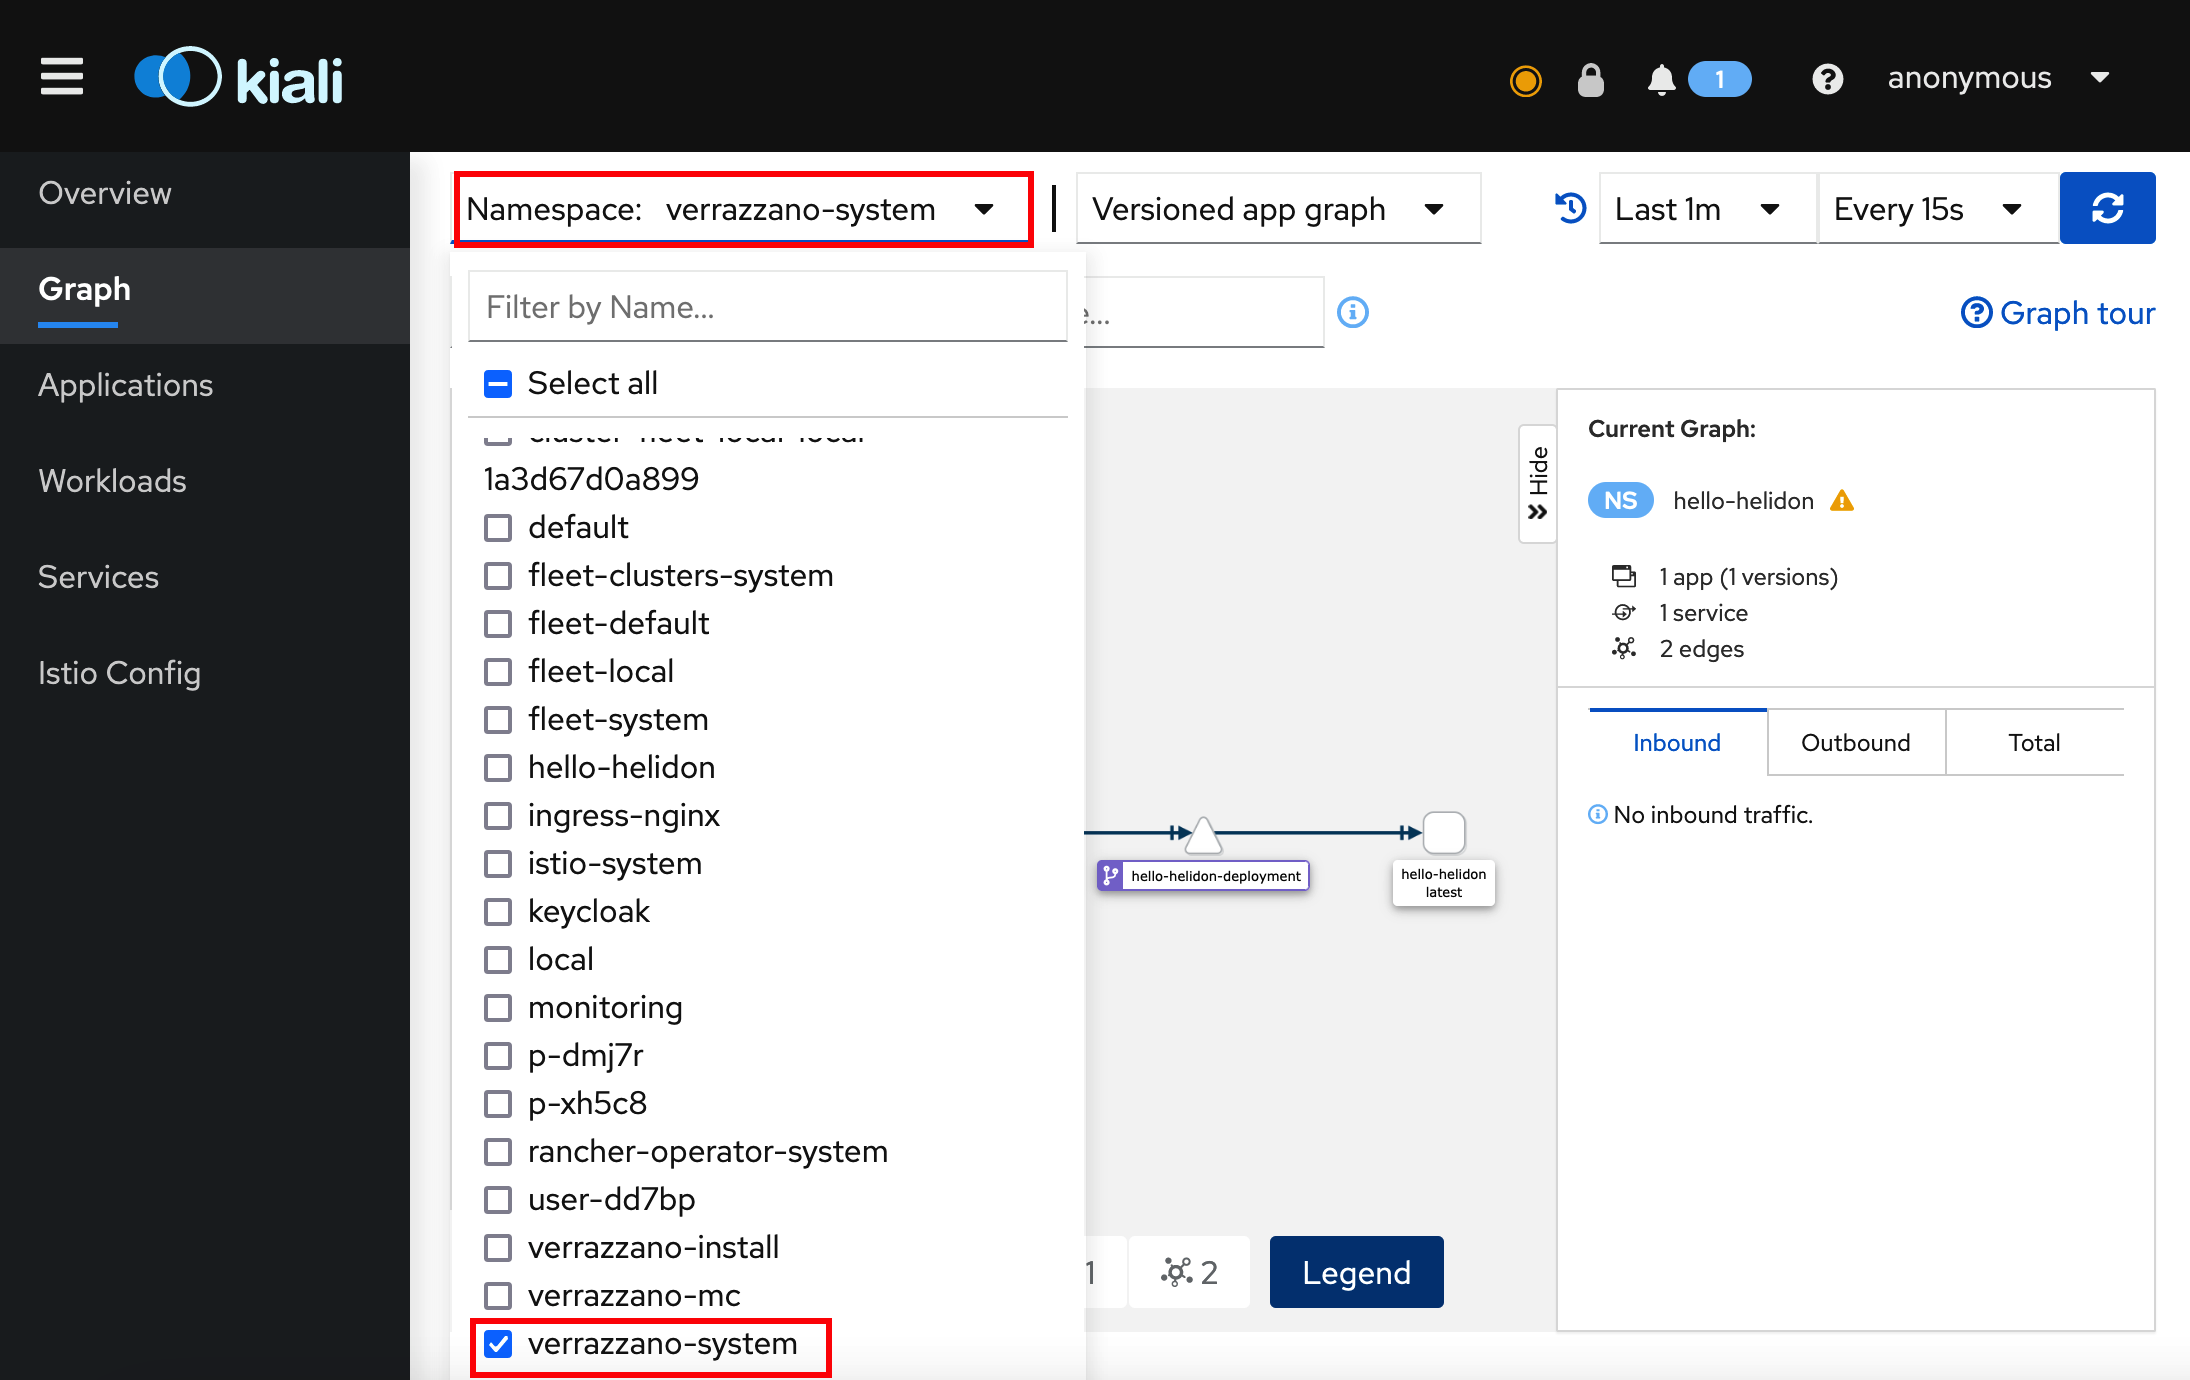 kiali
1
anonymous
Overview
Graph
Applications
Workloads
Services
Istio Config
Namespace: verrazzano-system
Versioned app graph
Last 1m
Every 15s
Filter by Name...
e...
Graph tour
Select all
cluster-fleet-local-local-
1a3d67d0a899
default
fleet-clusters-system
fleet-default
fleet-local
fleet-system
hello-helidon
ingress-nginx
istio-system
keycloak
local
monitoring
p-dmj7r
p-xh5c8
rancher-operator-system
user-dd7bp
verrazzano-install
verrazzano-mc
verrazzano-system
hello-helidon-deployment
hello-helidon
latest
1
2
Legend
Hide
Current Graph:
NS hello-helidon
1 app (1 versions)
1 service
2 edges
Inbound
Outbound
Total
No inbound traffic.